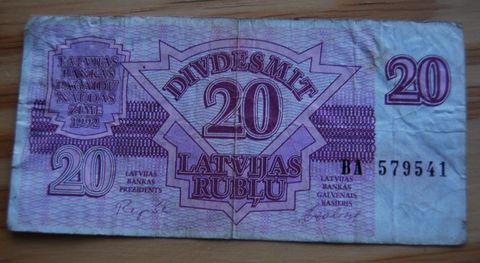 LATVIJAS
BANKAS
PAGAIDU
NAUDAS
ZĪME
1992
DIVDESMIT
20
LATVIJAS
RUBĻU
20
20
LATVIJAS
BANKAS
PREZIDENTS
BA 579541
LATVIJAS
BANKAS
GALVENAIS
KASIERIS